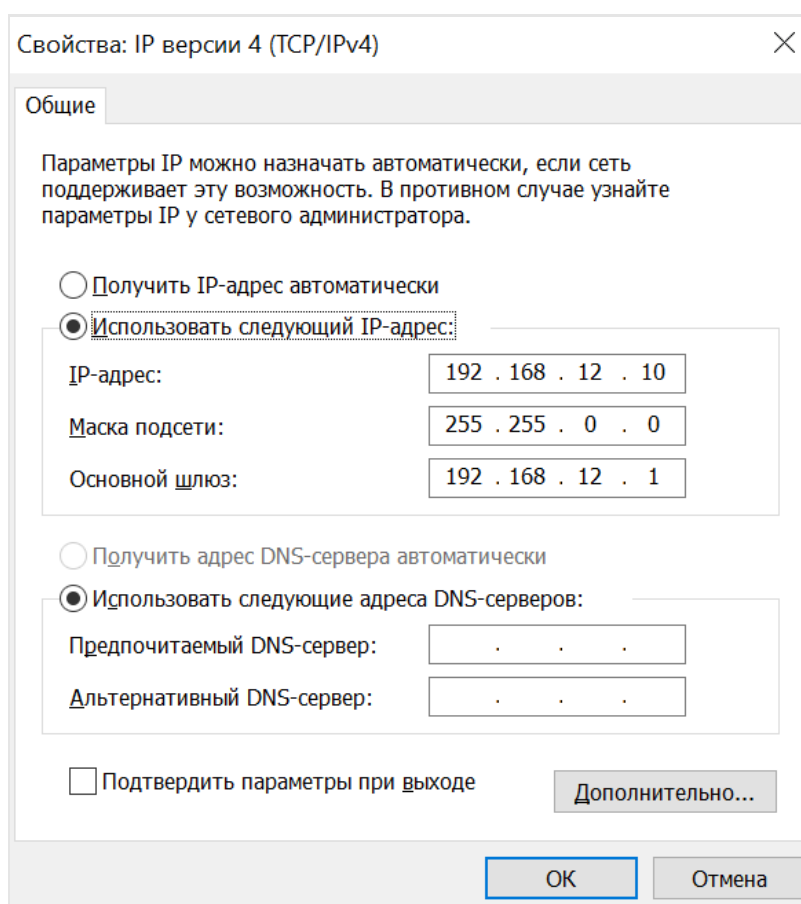 Свойства: IP версии 4 (TCP/IPv4)
Общие
Параметры IP можно назначать автоматически, если сеть
поддерживает эту возможность. В противном случае узнайте
параметры IP у сетевого администратора.
Получить IP-адрес автоматически
Использовать следующий IP-адрес:
IP-адрес: 192 . 168 . 12 . 10
Маска подсети: 255 . 255 . 0 . 0
Основной шлюз: 192 . 168 . 12 . 1
Получить адрес DNS-сервера автоматически
Использовать следующие адреса DNS-серверов:
Предпочитаемый DNS-сервер: . . .
Альтернативный DNS-сервер: . . .
Подтвердить параметры при выходе
Дополнительно...
ОК Отмена